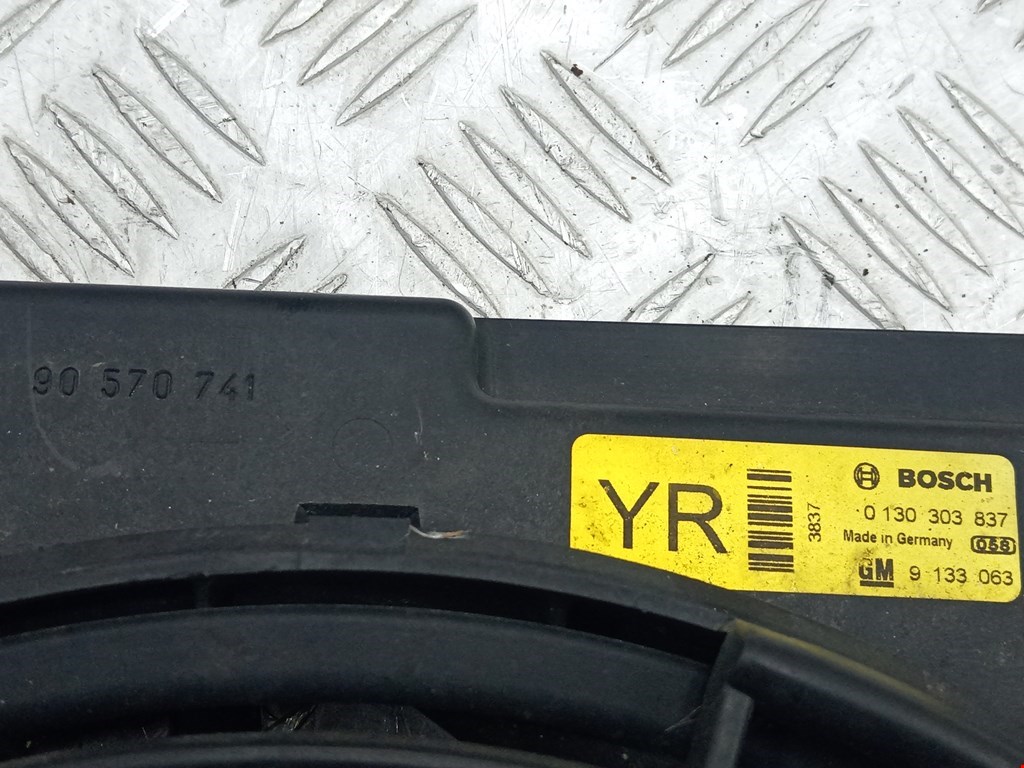 90 570 741
YR
3837
BOSCH
0 130 303 837
Made in Germany 058
GM 9 133 063